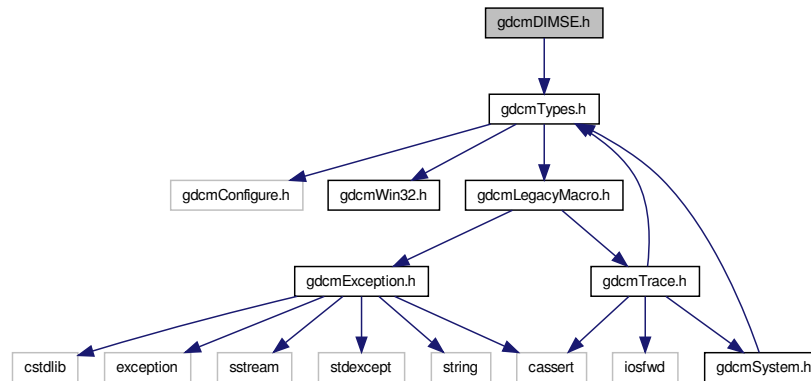 gdcmDIMSE.h
gdcmTypes.h
gdcmConfigure.h
gdcmWin32.h
gdcmLegacyMacro.h
gdcmException.h
gdcmTrace.h
cstdlib
exception
sstream
stdexcept
string
cassert
iosfwd
gdcmSystem.h